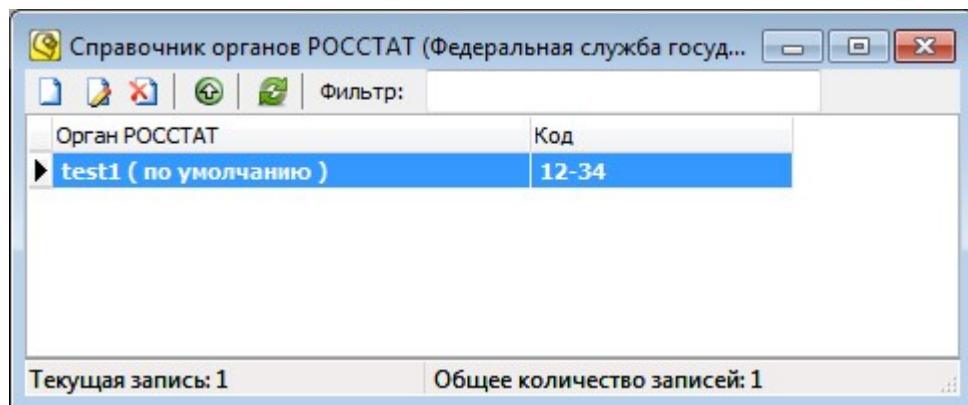 Справочник органов РОССТАТ (Федеральная служба госуд...
Фильтр:
Орган РОССТАТ Код
test1 ( по умолчанию ) 12-34
Текущая запись: 1 Общее количество записей: 1